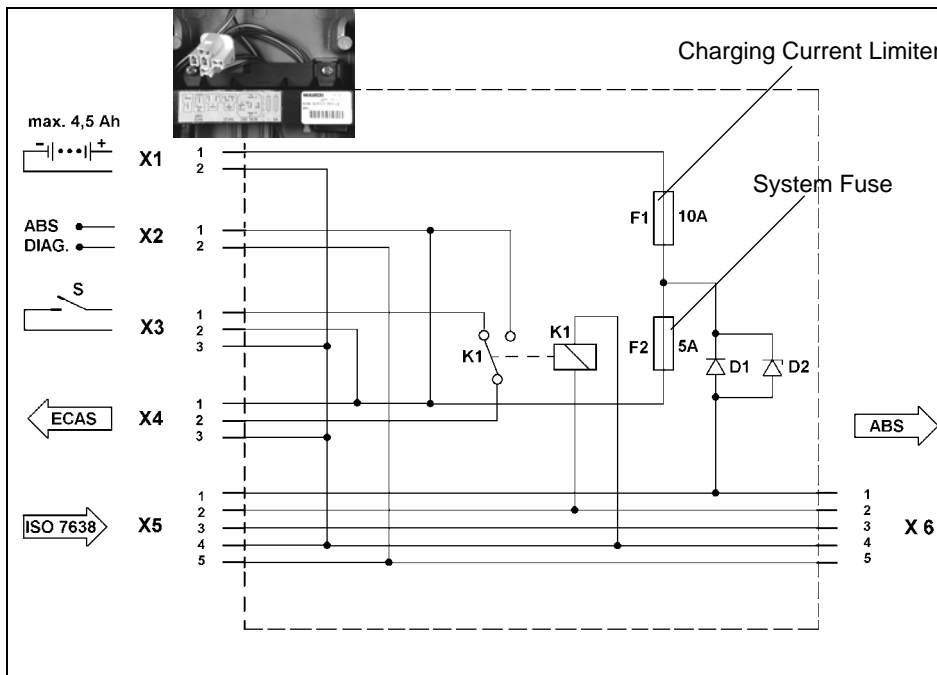 Charging Current Limiter
System Fuse
max. 4,5 Ah
- +
X1
1
2
F1 10A
ABS
DIAG.
X2
1
2
S
X3
1
2
3
K1
K1
F2 5A
D1
D2
ECAS
X4
1
2
3
ABS
ISO 7638
X5
1
2
3
4
5
1
2
3
4
5
X 6